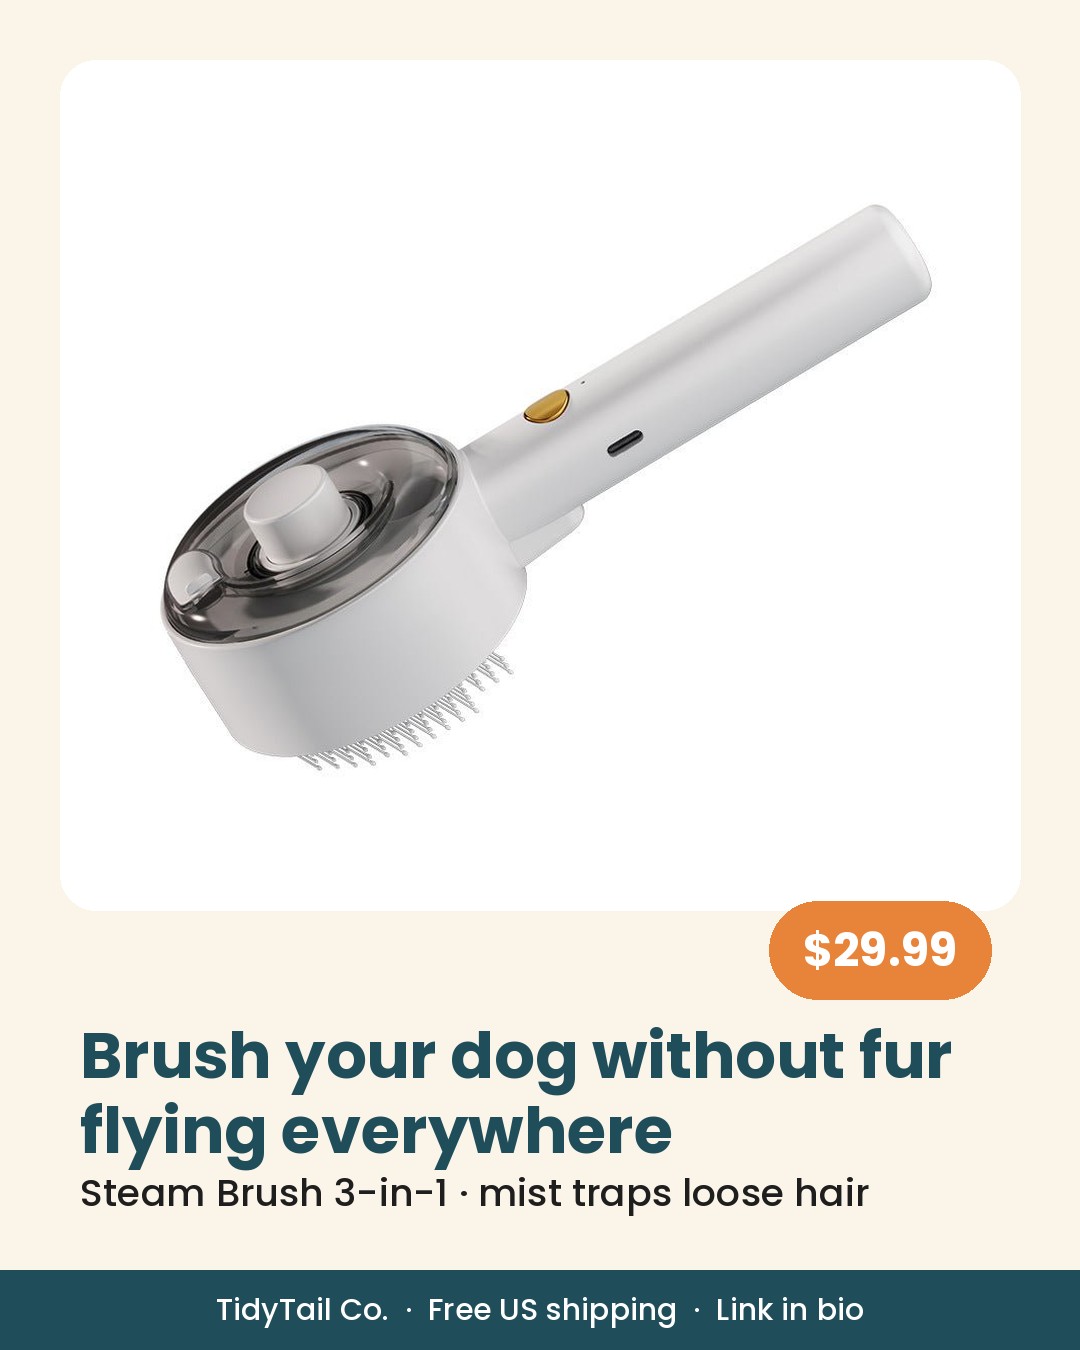 $29.99
Brush your dog without fur
flying everywhere
Steam Brush 3-in-1 · mist traps loose hair
TidyTail Co. · Free US shipping · Link in bio